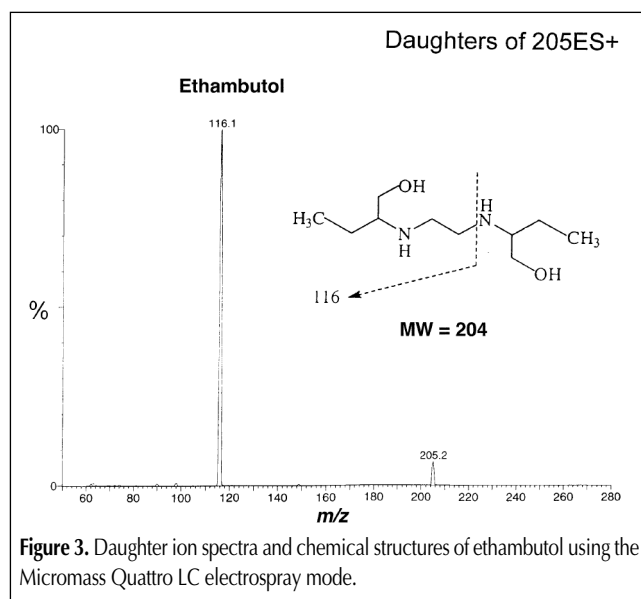 Daughters of 205ES+
Ethambutol
100
116.1
OH
H₃C
N
H
H
N
CH₃
OH
116
%
MW = 204
205.2
0
60 80 100 120 140 160 180 200 220 240 260 280
m/z
Figure 3. Daughter ion spectra and chemical structures of ethambutol using the
Micromass Quattro LC electrospray mode.